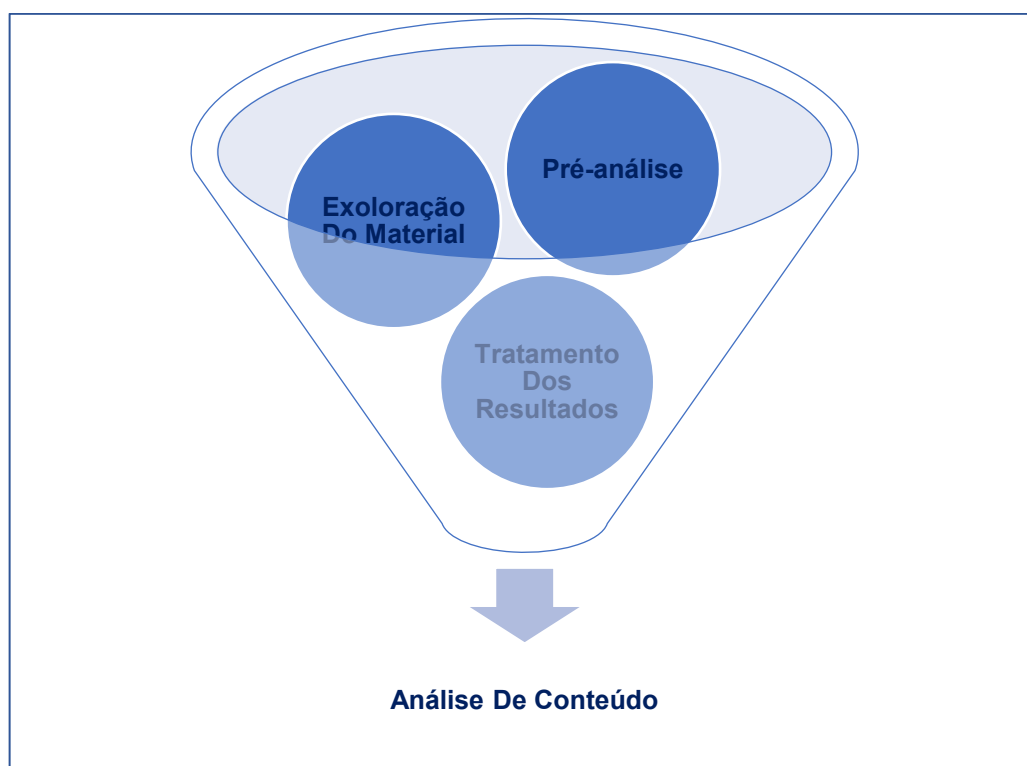 Pré-análise
Exoloração
Do Material
Tratamento
Dos
Resultados
Análise De Conteúdo